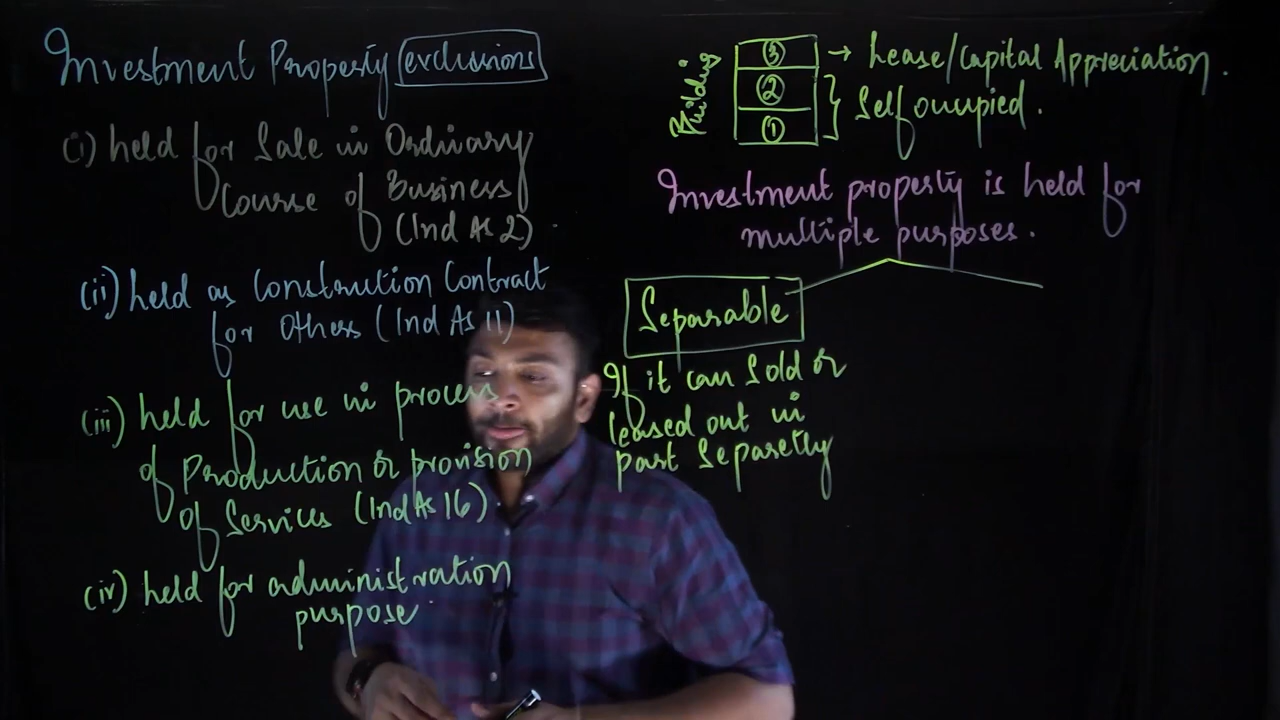 Investment Property exclusions
(i) held for Sale in Ordinary
Course of Business
(Ind As 2).
(ii) held as Constrution Contract
for Others (Ind As 11)
(iii) held for use in process
of Production or provision
of Services (Ind As 16).
(iv) held for administration
purpose.
Building
③ → Lease/Capital Appreciation.
②
① } Self occupied.
Investment property is held for
multiple purposes.
Separable
If it can Sold or
leased out in
part Separetly